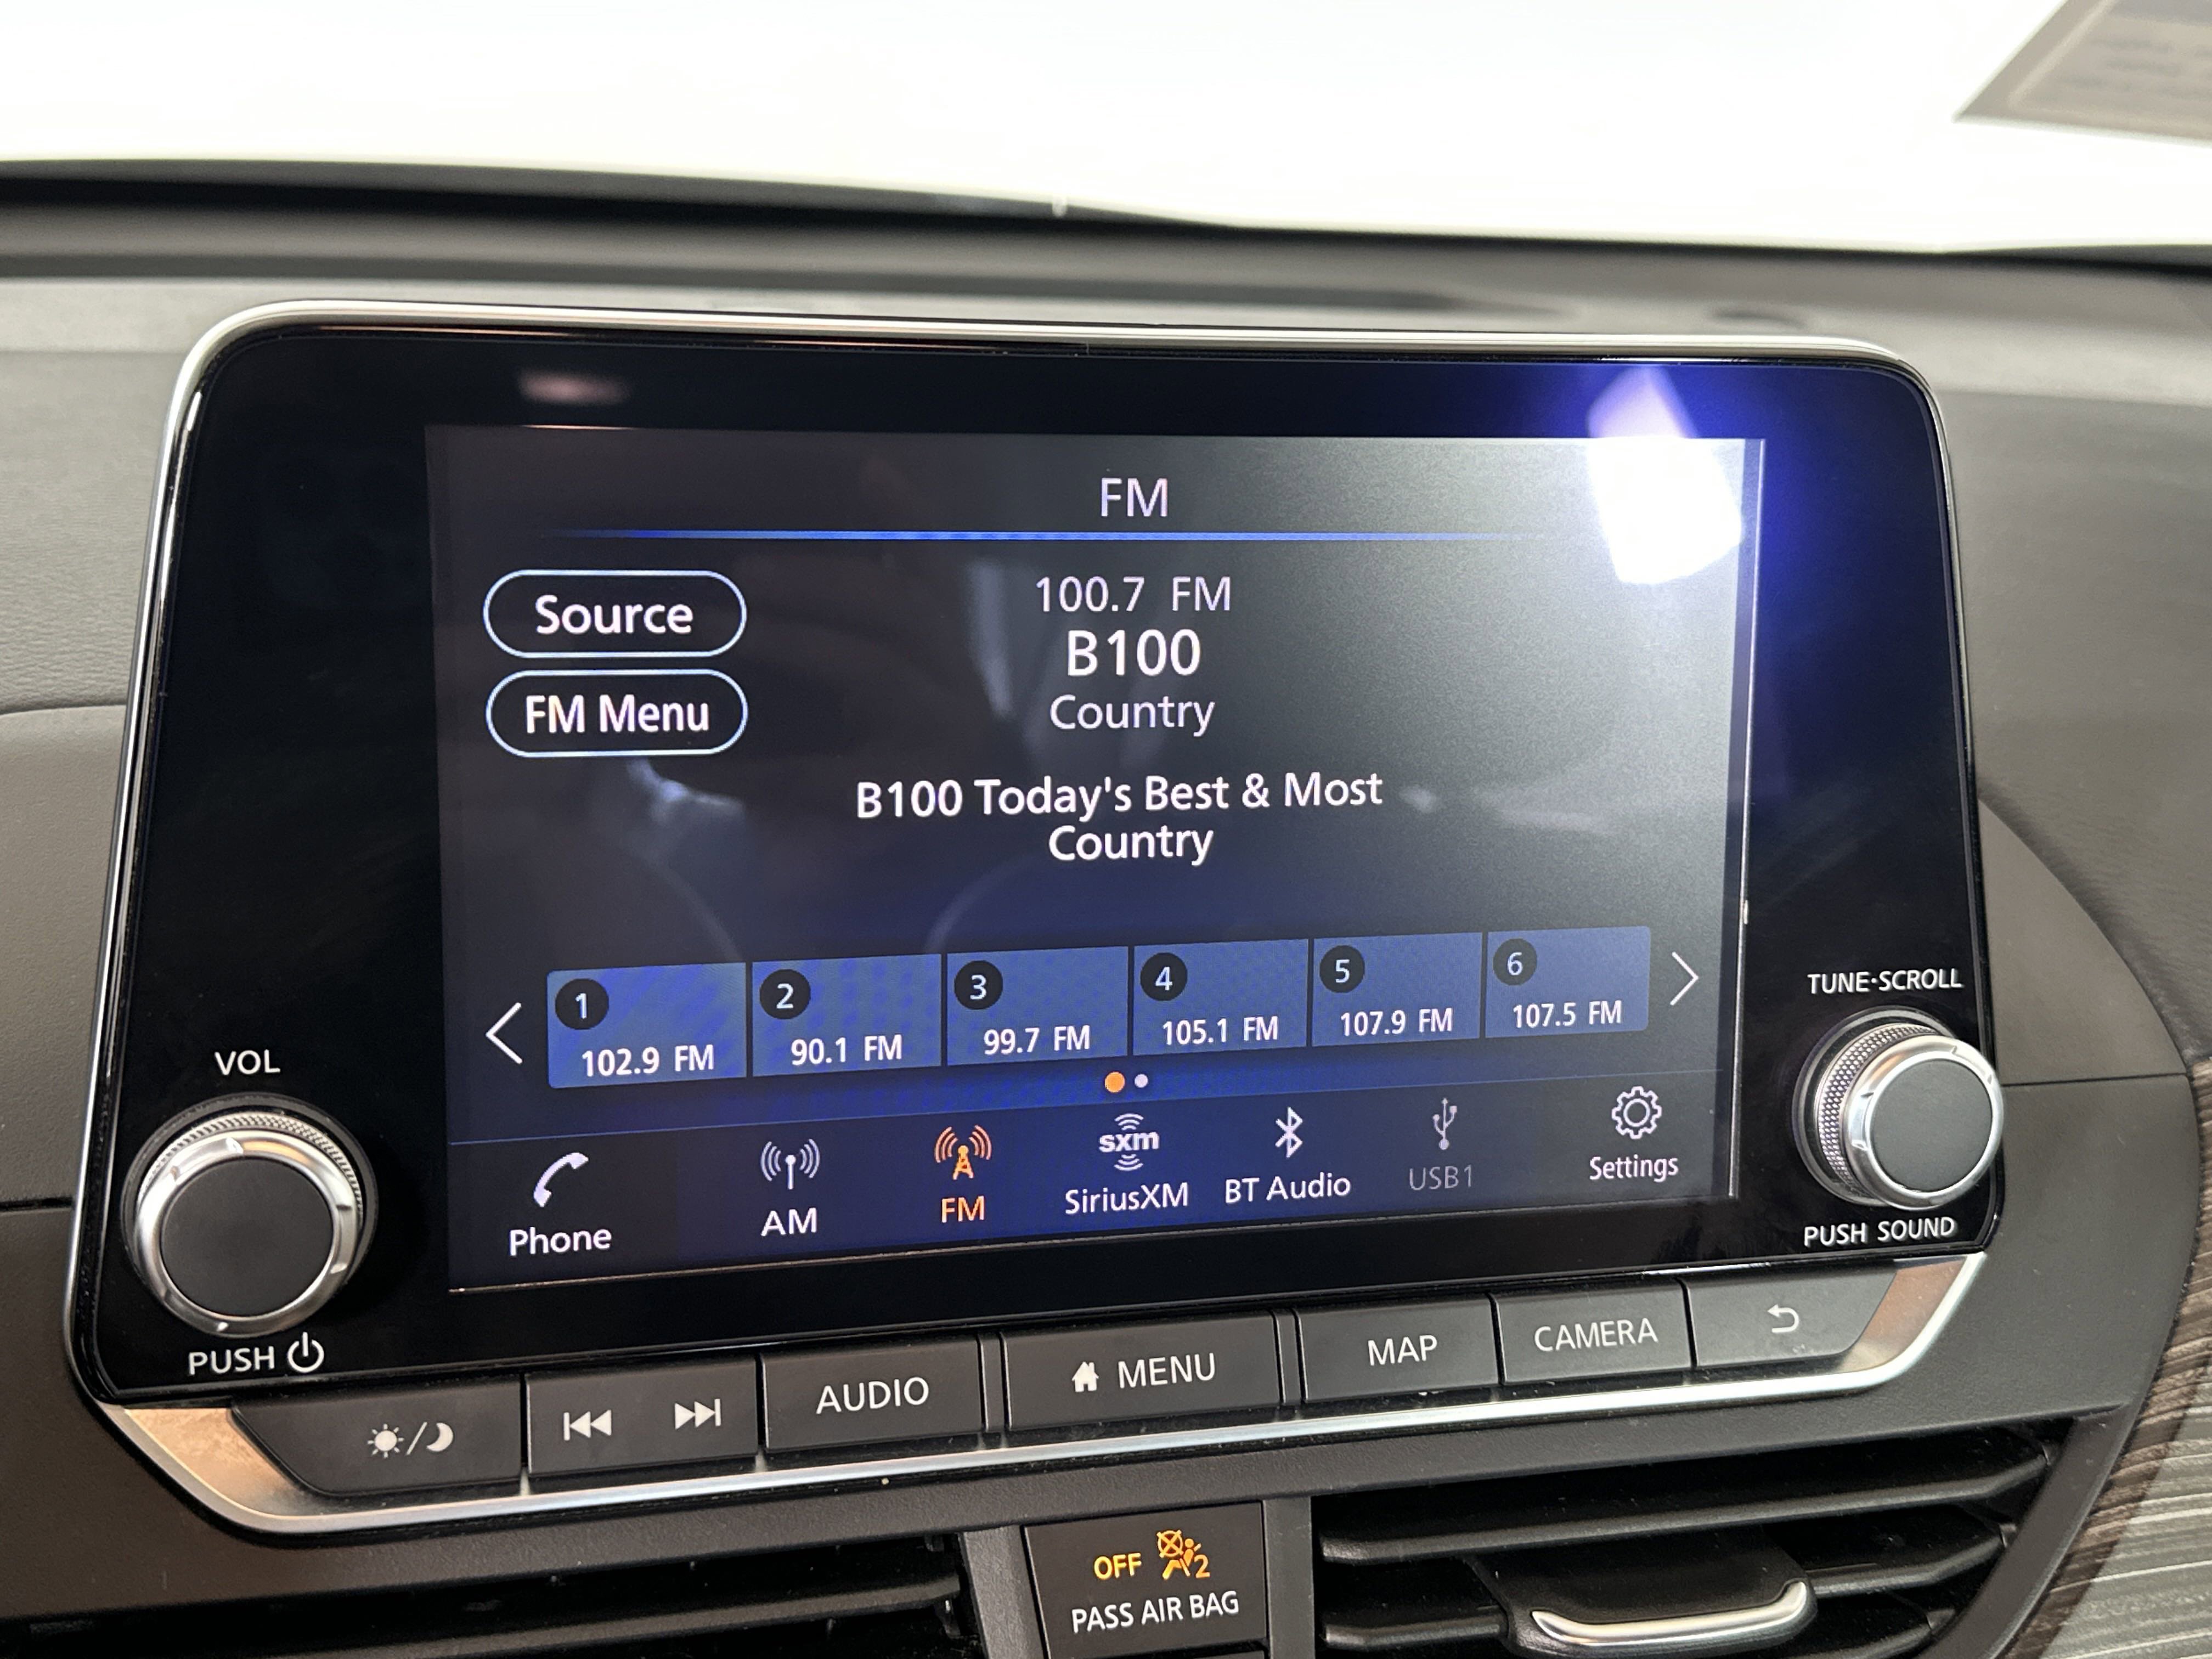 FM
Source
100.7 FM
B100
FM Menu
Country
B100 Today's Best & Most
Country
1
2
3
4
5
6
102.9 FM
90.1 FM
99.7 FM
105.1 FM
107.9 FM
107.5 FM
Phone
AM
FM
sxm
SiriusXM
BT Audio
USB1
Settings
VOL
PUSH
TUNE·SCROLL
PUSH SOUND
AUDIO
MENU
MAP
CAMERA
OFF
2
PASS AIR BAG